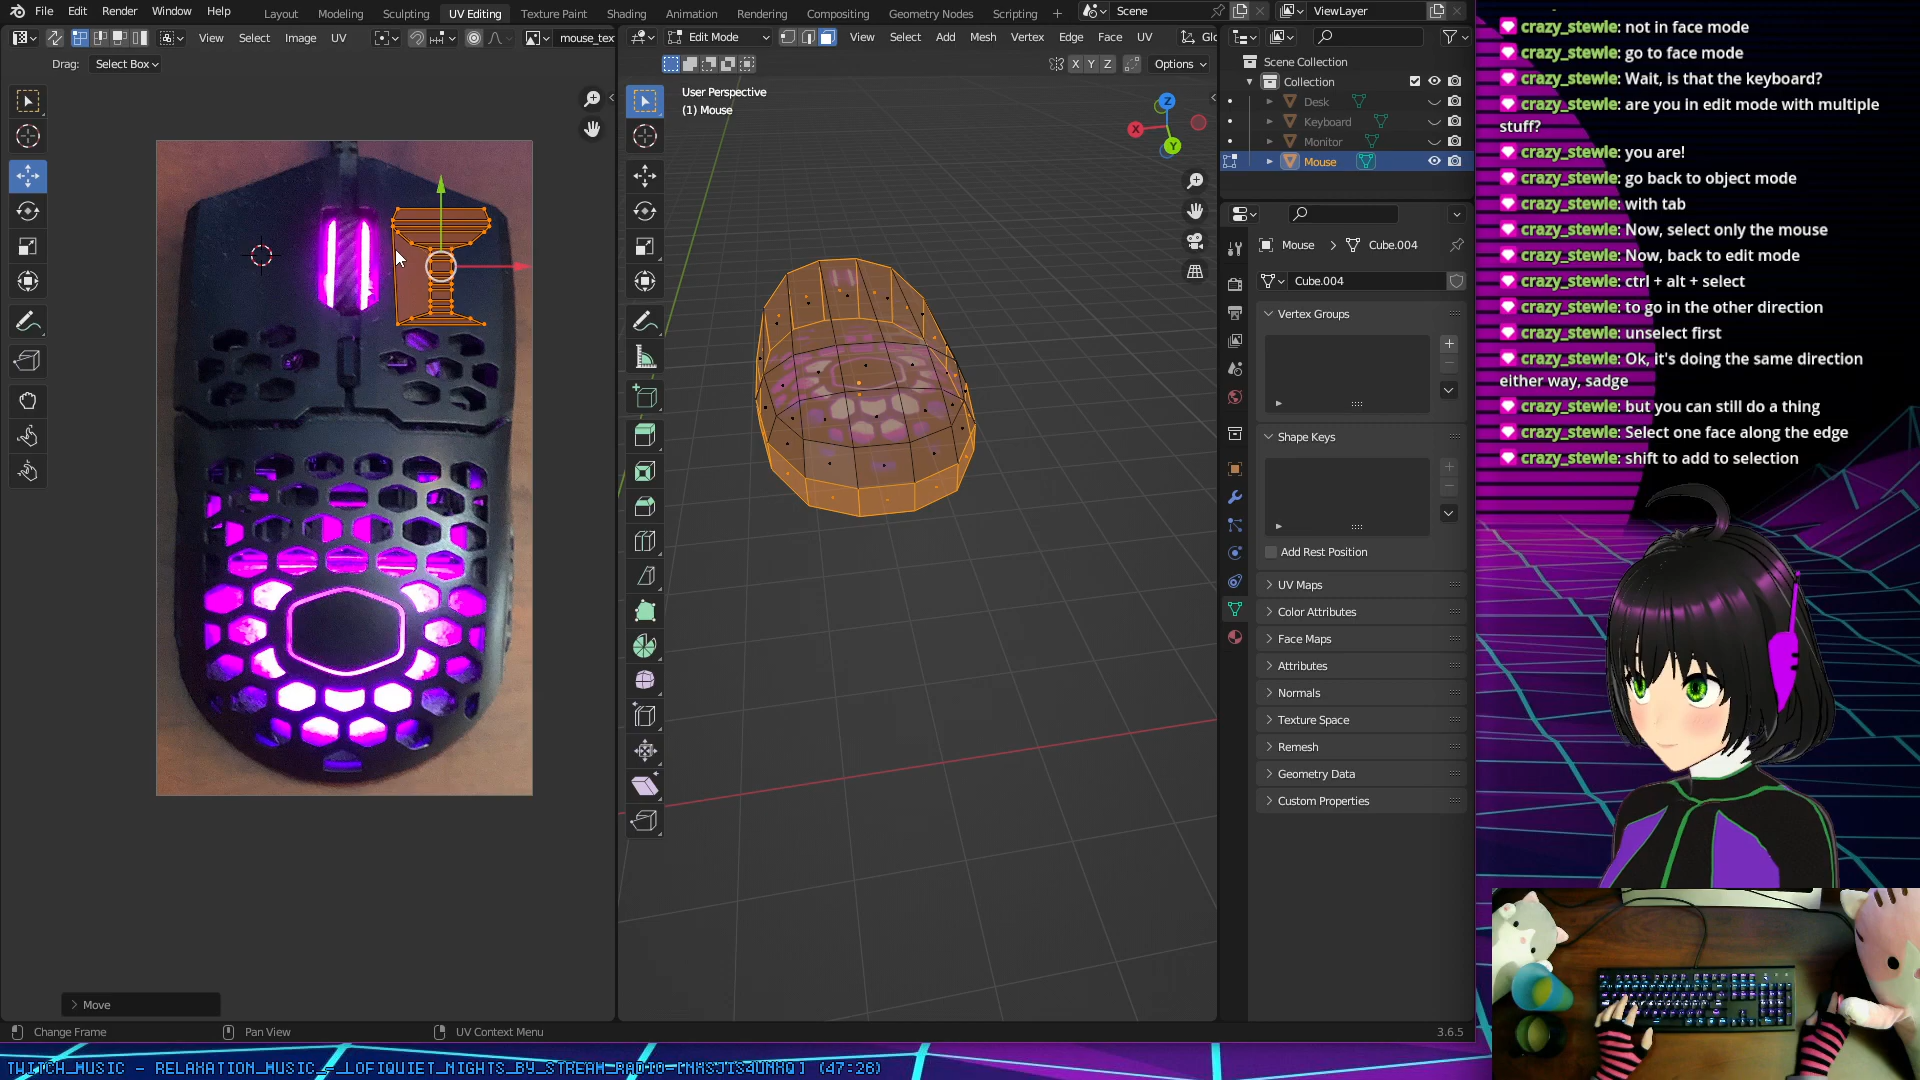 File Edit Render Window Help
Layout Modeling Sculpting UV Editing Texture Paint Shading Animation Rendering Compositing Geometry Nodes Scripting +
Scene
ViewLayer
View Select Image UV
mouse_tex
Edit Mode
View Select Add Mesh Vertex Edge Face UV
Drag: Select Box
X Y Z
Options
User Perspective
(1) Mouse
Z
X
Y
Scene Collection
Collection
Desk
Keyboard
Monitor
Mouse
Mouse > Cube.004
Cube.004
Vertex Groups
Shape Keys
Add Rest Position
UV Maps
Color Attributes
Face Maps
Attributes
Normals
Texture Space
Remesh
Geometry Data
Custom Properties
Move
Change Frame
Pan View
UV Context Menu
3.6.5
crazy_stewie: not in face mode
crazy_stewie: go to face mode
crazy_stewie: Wait, is that the keyboard?
crazy_stewie: are you in edit mode with multiple
stuff?
crazy_stewie: you are!
crazy_stewie: go back to object mode
crazy_stewie: with tab
crazy_stewie: Now, select only the mouse
crazy_stewie: Now, back to edit mode
crazy_stewie: ctrl + alt + select
crazy_stewie: to go in the other direction
crazy_stewie: unselect first
crazy_stewie: Ok, it's doing the same direction
either way, sadge
crazy_stewie: but you can still do a thing
crazy_stewie: Select one face along the edge
crazy_stewie: shift to add to selection